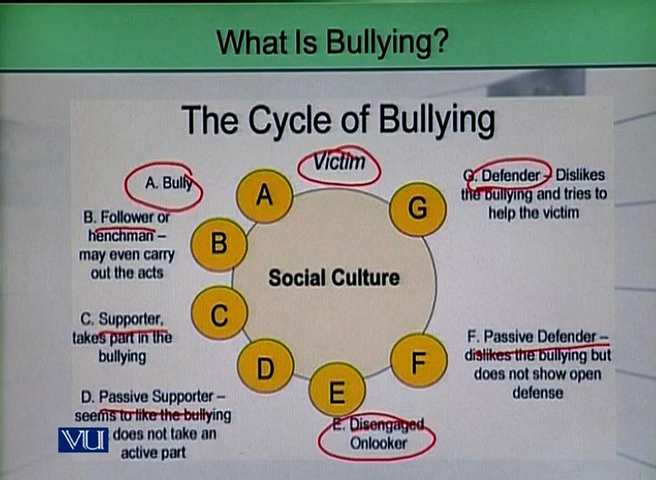 What Is Bullying?
The Cycle of Bullying
Victim
A. Bully
B. Follower or
henchman –
may even carry
out the acts
C. Supporter,
takes part in the
bullying
D. Passive Supporter –
seems to like the bullying
does not take an
active part
E. Disengaged
Onlooker
F. Passive Defender –
dislikes the bullying but
does not show open
defense
G. Defender – Dislikes
the bullying and tries to
help the victim
A
B
C
D
E
F
G
Social Culture
VU